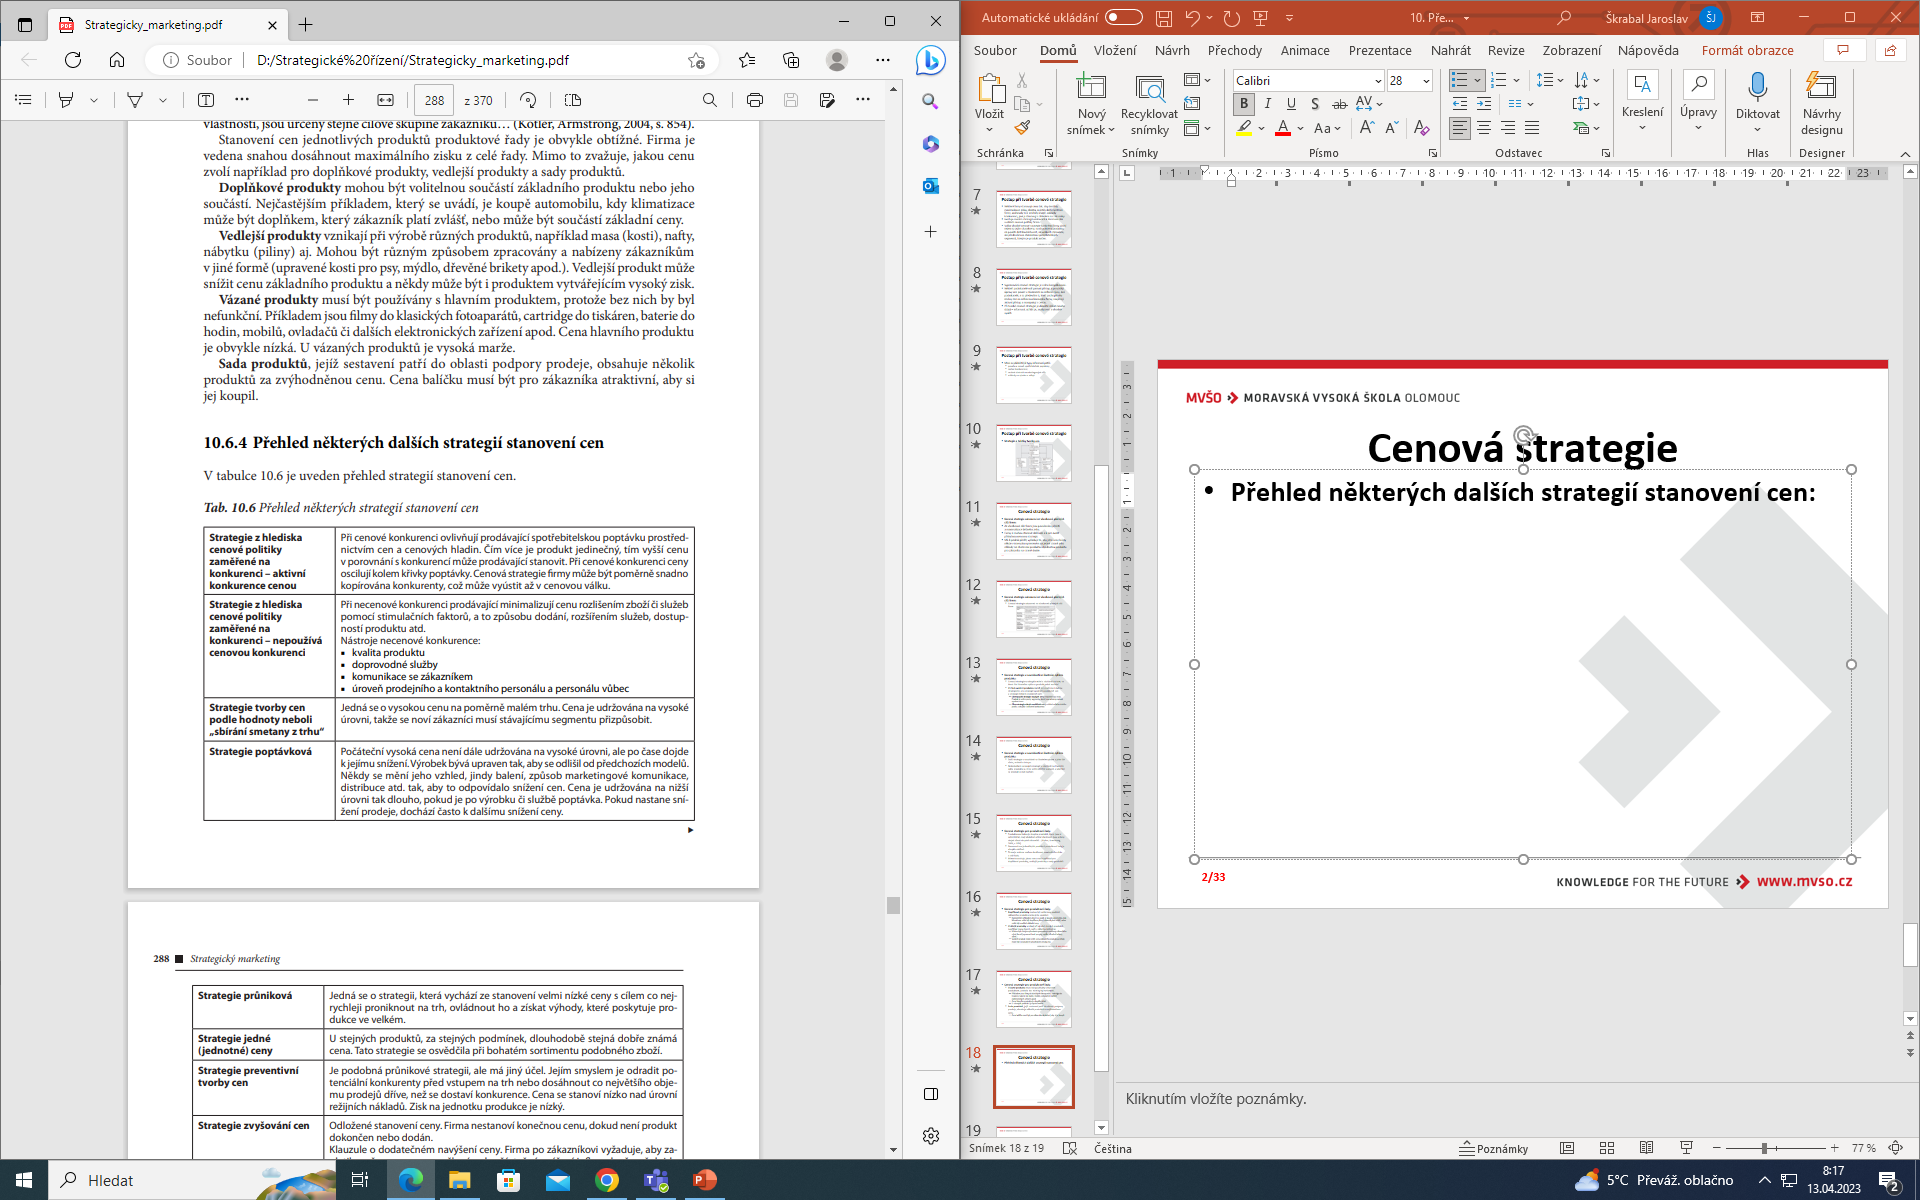 Strategicky_marketing.pdf
Soubor
D:/Strategické%20řízení/Strategicky_marketing.pdf
288
z 370
vlastností, jsou určeny stejné cílové skupině zákazníků… (Kotler, Armstrong, 2004, s. 854).
Stanovení cen jednotlivých produktů produktové řady je obvykle obtížné. Firma je
vedena snahou dosáhnout maximálního zisku z celé řady. Mimo to zvažuje, jakou cenu
zvolí například pro doplňkové produkty, vedlejší produkty a sady produktů.
Doplňkové produkty mohou být volitelnou součástí základního produktu nebo jeho
součástí. Nejčastějším příkladem, který se uvádí, je koupě automobilu, kdy klimatizace
může být doplňkem, který zákazník platí zvlášť, nebo může být součástí základní ceny.
Vedlejší produkty vznikají při výrobě různých produktů, například masa (kosti), nafty,
nábytku (piliny) aj. Mohou být různým způsobem zpracovány a nabízeny zákazníkům
v jiné formě (upravené kosti pro psy, mýdlo, dřevěné brikety apod.). Vedlejší produkt může
snížit cenu základního produktu a někdy může být i produktem vytvářejícím vysoký zisk.
Vázané produkty musí být používány s hlavním produktem, protože bez nich by byl
nefunkční. Příkladem jsou filmy do klasických fotoaparátů, cartridge do tiskáren, baterie do
hodin, mobilů, ovladačů či dalších elektronických zařízení apod. Cena hlavního produktu
je obvykle nízká. U vázaných produktů je vysoká marže.
Sada produktů, jejíž sestavení patří do oblasti podpory prodeje, obsahuje několik
produktů za zvýhodněnou cenu. Cena balíčku musí být pro zákazníka atraktivní, aby si
jej koupil.
10.6.4 Přehled některých dalších strategií stanovení cen
V tabulce 10.6 je uveden přehled strategií stanovení cen.
Tab. 10.6 Přehled některých strategií stanovení cen
Strategie z hlediska
cenové politiky
zaměřené na
konkurenci – aktivní
konkurence cenou
Při cenové konkurenci ovlivňují prodávající spotřebitelskou poptávku prostřed-
nictvím cen a cenových hladin. Čím více je produkt jedinečný, tím vyšší cenu
v porovnání s konkurencí může prodávající stanovit. Při cenové konkurenci ceny
oscilují kolem křivky poptávky. Cenová strategie firmy může být poměrně snadno
kopírována konkurenty, což může vyústit až v cenovou válku.
Strategie z hlediska
cenové politiky
zaměřené na
konkurenci – nepoužívá
cenovou konkurenci
Při necenové konkurenci prodávající minimalizují cenu rozlišením zboží či služeb
pomocí stimulačních faktorů, a to způsobu dodání, rozšířením služeb, dostup-
ností produktu atd.
Nástroje necenové konkurence:
▪ kvalita produktu
▪ doprovodné služby
▪ komunikace se zákazníkem
▪ úroveň prodejního a kontaktního personálu a personálu vůbec
Strategie tvorby cen
podle hodnoty neboli
„sbírání smetany z trhu“
Jedná se o vysokou cenu na poměrně malém trhu. Cena je udržována na vysoké
úrovni, takže se noví zákazníci musí stávajícímu segmentu přizpůsobit.
Strategie poptávková
Počáteční vysoká cena není dále udržována na vysoké úrovni, ale po čase dojde
k jejímu snížení. Výrobek bývá upraven tak, aby se odlišil od předchozích modelů.
Někdy se mění jeho vzhled, jindy balení, způsob marketingové komunikace,
distribuce atd. tak, aby to odpovídalo snížení cen. Cena je udržována na nižší
úrovni tak dlouho, pokud je po výrobku či službě poptávka. Pokud nastane sní-
žení prodeje, dochází často k dalšímu snížení ceny.
288 ■ Strategický marketing
Strategie průniková
Jedná se o strategii, která vychází ze stanovení velmi nízké ceny s cílem co nej-
rychleji proniknout na trh, ovládnout ho a získat výhody, které poskytuje pro-
dukce ve velkém.
Strategie jedné
(jednotné) ceny
U stejných produktů, za stejných podmínek, dlouhodobě stejná dobře známá
cena. Tato strategie se osvědčila při bohatém sortimentu podobného zboží.
Strategie preventivní
tvorby cen
Je podobná průnikové strategii, ale má jiný účel. Jejím smyslem je odradit po-
tenciální konkurenty před vstupem na trh nebo dosáhnout co největšího obje-
mu prodejů dříve, než se dostaví konkurence. Cena se stanoví nízko nad úrovní
režijních nákladů. Zisk na jednotku produkce je nízký.
Strategie zvyšování cen
Odložené stanovení ceny. Firma nestanoví konečnou cenu, dokud není produkt
dokončen nebo dodán.
Klauzule o dodatečném navýšení ceny. Firma po zákazníkovi vyžaduje, aby za-
Automatické ukládání
10. Pře...
Škrabal Jaroslav
ŠJ
Soubor Domů Vložení Návrh Přechody Animace Prezentace Nahrát Revize Zobrazení Nápověda Formát obrazce
Vložit
Nový
snímek
Recyklovat
snímky
Calibri
28
Kreslení
Úpravy
Diktovat
Návrhy
designu
Schránka
Snímky
Písmo
Odstavec
Hlas
Designer
7
8
9
10
11
12
13
14
15
16
17
18
19
MVŠO MORAVSKÁ VYSOKÁ ŠKOLA OLOMOUC
Cenová strategie
• Přehled některých dalších strategií stanovení cen:
2/33
KNOWLEDGE FOR THE FUTURE www.mvso.cz
Kliknutím vložíte poznámky.
Snímek 18 z 19
Čeština
Poznámky
77 %
Hledat
5°C Převáž. oblačno
8:17
13.04.2023
2